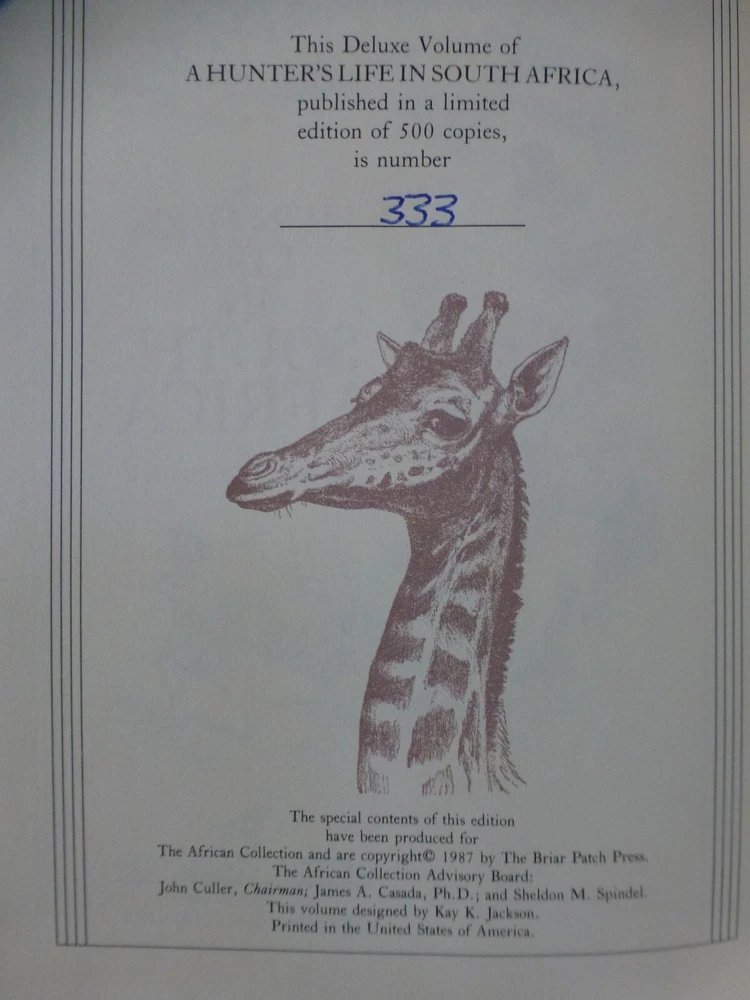 This Deluxe Volume of
A HUNTER'S LIFE IN SOUTH AFRICA,
published in a limited
edition of 500 copies,
is number
333
The special contents of this edition
have been produced for
The African Collection and are copyright© 1987 by The Briar Patch Press.
The African Collection Advisory Board:
John Culler, Chairman; James A. Casada, Ph.D.; and Sheldon M. Spindel.
This volume designed by Kay K. Jackson.
Printed in the United States of America.